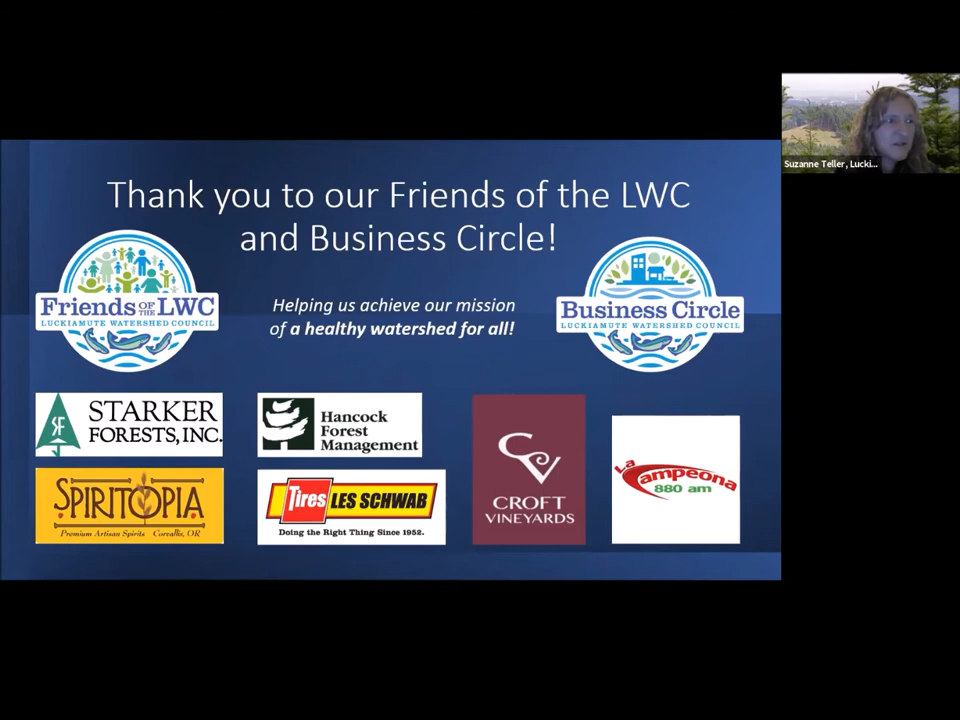 Suzanne Teller, Lucki...
Thank you to our Friends of the LWC
and Business Circle!
Friends OF THE LWC
LUCKIAMUTE WATERSHED COUNCIL
Helping us achieve our mission
of a healthy watershed for all!
Business Circle
LUCKIAMUTE WATERSHED COUNCIL
SF
STARKER
FORESTS, INC.
Hancock
Forest
Management
SPIRITOPIA
Premium Artisan Spirits Corvallis, OR
Tires LES SCHWAB
Doing the Right Thing Since 1952.
CV
CROFT
VINEYARDS
La Campeona
880 am